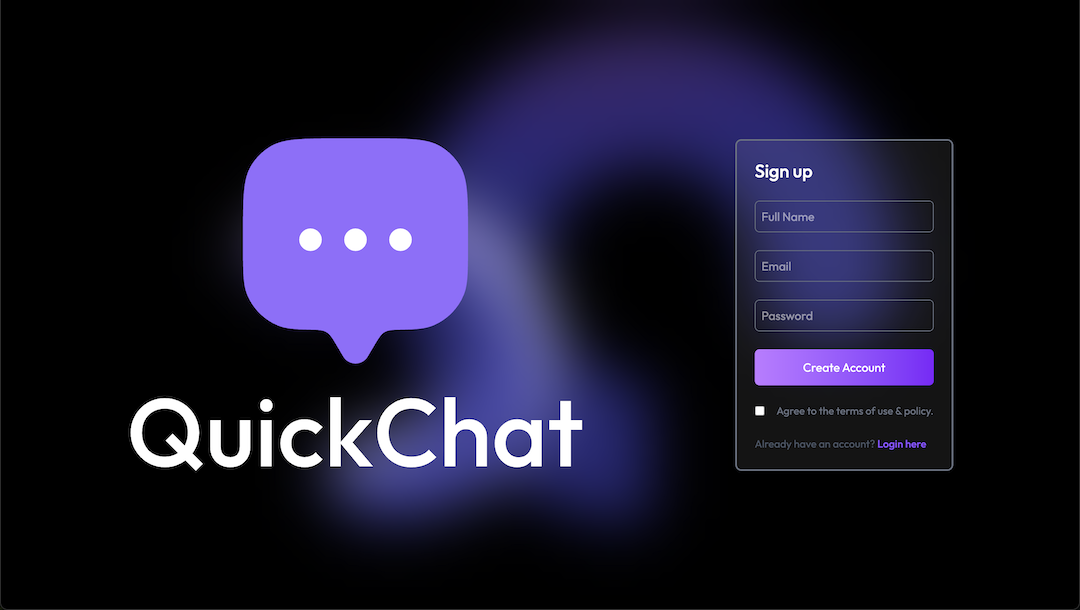 QuickChat
Sign up
Full Name
Email
Password
Create Account
Agree to the terms of use & policy.
Already have an account? Login here